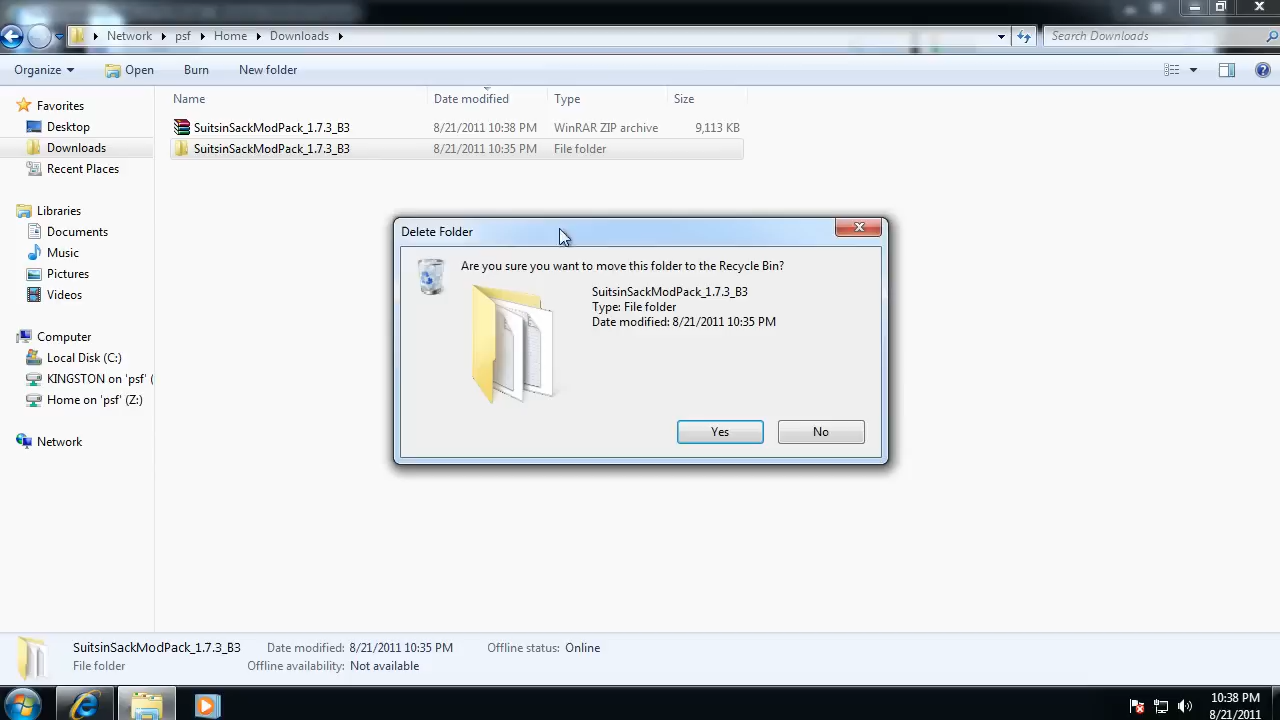 Network
psf
Home
Downloads
Search Downloads
Organize
Open
Burn
New folder
Name
Date modified
Type
Size
SuitsinSackModPack_1.7.3_B3 8/21/2011 10:38 PM WinRAR ZIP archive 9,113 KB
SuitsinSackModPack_1.7.3_B3 8/21/2011 10:35 PM File folder
Favorites
Desktop
Downloads
Recent Places
Libraries
Documents
Music
Pictures
Videos
Computer
Local Disk (C:)
KINGSTON on 'psf' (
Home on 'psf' (Z:)
Network
Delete Folder
Are you sure you want to move this folder to the Recycle Bin?
SuitsinSackModPack_1.7.3_B3
Type: File folder
Date modified: 8/21/2011 10:35 PM
Yes
No
SuitsinSackModPack_1.7.3_B3 Date modified: 8/21/2011 10:35 PM Offline status: Online
File folder Offline availability: Not available
10:38 PM
8/21/2011